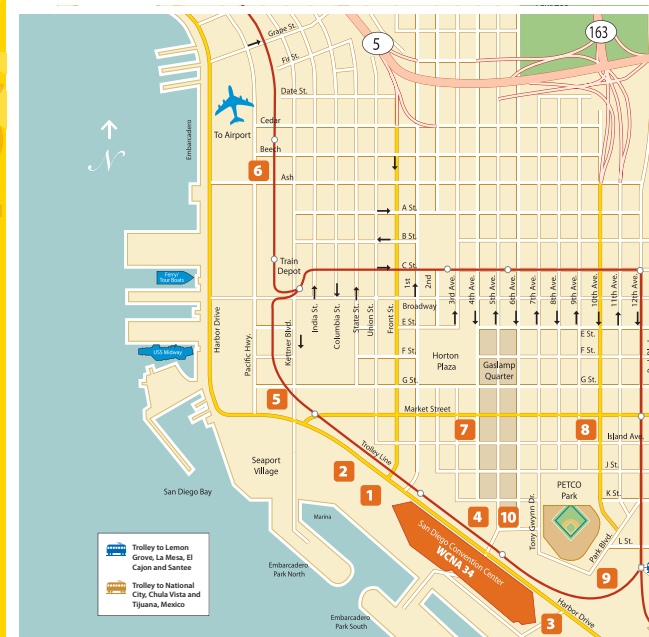 Grape St.
Fir St.
5
163
Date St.
To Airport
Cedar
Beech
Embarcadero
N
6
Ash
A St.
B St.
C St.
Train
Depot
Ferry/
Tour Boats
1st
2nd
3rd Ave.
4th Ave.
5th Ave.
6th Ave.
7th Ave.
8th Ave.
9th Ave.
10th Ave.
11th Ave.
12th Ave.
Broadway
Harbor Drive
Pacific Hwy.
Kettner Blvd.
India St.
Columbia St.
State St.
Union St.
Front St.
E St.
E St.
USS Midway
F St.
F St.
Horton
Plaza
Gaslamp
Quarter
G St.
G St.
5
Market Street
7
8
Island Ave.
Trolley Line
Seaport
Village
2
J St.
San Diego Bay
1
PETCO
Park
K St.
Marina
San Diego Convention Center
WCNA 34
4
10
Tony Gwynn Dr.
Park Blvd.
L St.
Trolley to Lemon
Grove, La Mesa, El
Cajon and Santee
Trolley to National
City, Chula Vista and
Tijuana, Mexico
Embarcadero
Park North
9
Embarcadero
Park South
3
Harbor Drive